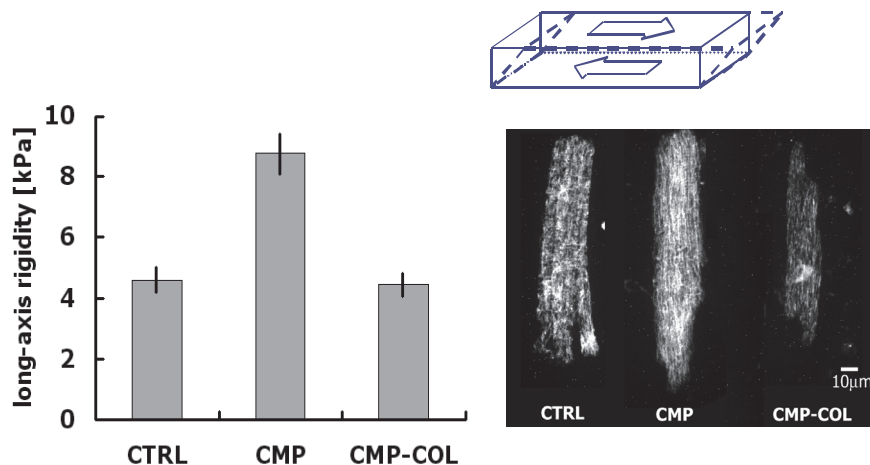 long-axis rigidity [kPa]
10
8
6
4
2
0
CTRL CMP CMP-COL
10μm
CTRL CMP CMP-COL